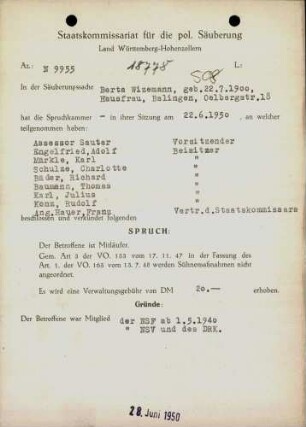 Staatskommissariat für die pol. Säuberung
Land Württemberg-Hohenzollern
Az.: N 9955 18778 L:
508
In der Säuberungssache Berta Wizemann, geb.22.7.1900,
Hausfrau, Balingen, Oelbergstr.18
hat die Spruchkammer - in ihrer Sitzung am 22.6.1950, an welcher
teilgenommen haben:
Assessor Sauter Vorsitzender
Engelfried,Adolf Beisitzer
Märkle, Karl "
Schulze, Charlotte "
Bader, Richard "
Baumann, Thomas "
Karl, Julius "
Konz, Rudolf "
Ang.Hauer,Franz Vertr.d.Staatskommissars
beschlossen und verkündet folgenden
SPRUCH:
Der Betroffene ist Mitläufer.
Gem. Art 3 der VO. 133 vom 17. 11. 47 In der Fassung des
Art. 1, der VO. 165 vom 13. 7. 48 werden Sühnemaßnahmen nicht
angeordnet.
Es wird eine Verwaltungsgebühr von DM 20.— erhoben.
Gründe:
Der Betroffene war Mitglied der NSF ab 1.5.1940
" NSV und des DRK.
28. Juni 1950